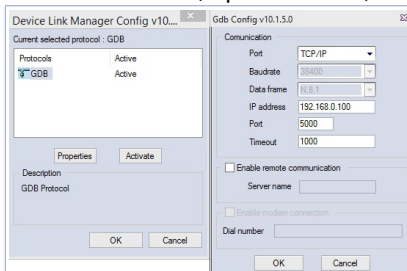 Device Link Manager Config v10....
Current selected protocol : GDB
Protocols Active
GDB Active
Properties Activate
Description
GDB Protocol
OK Cancel
Gdb Config v10.1.5.0
Comunication
Port TCP/IP
Baudrate 38400
Data frame N,8,1
IP address 192.168.0.100
Port 5000
Timeout 1000
Enable remote communication
Server name
Enable modem connection
Dial number
OK Cancel